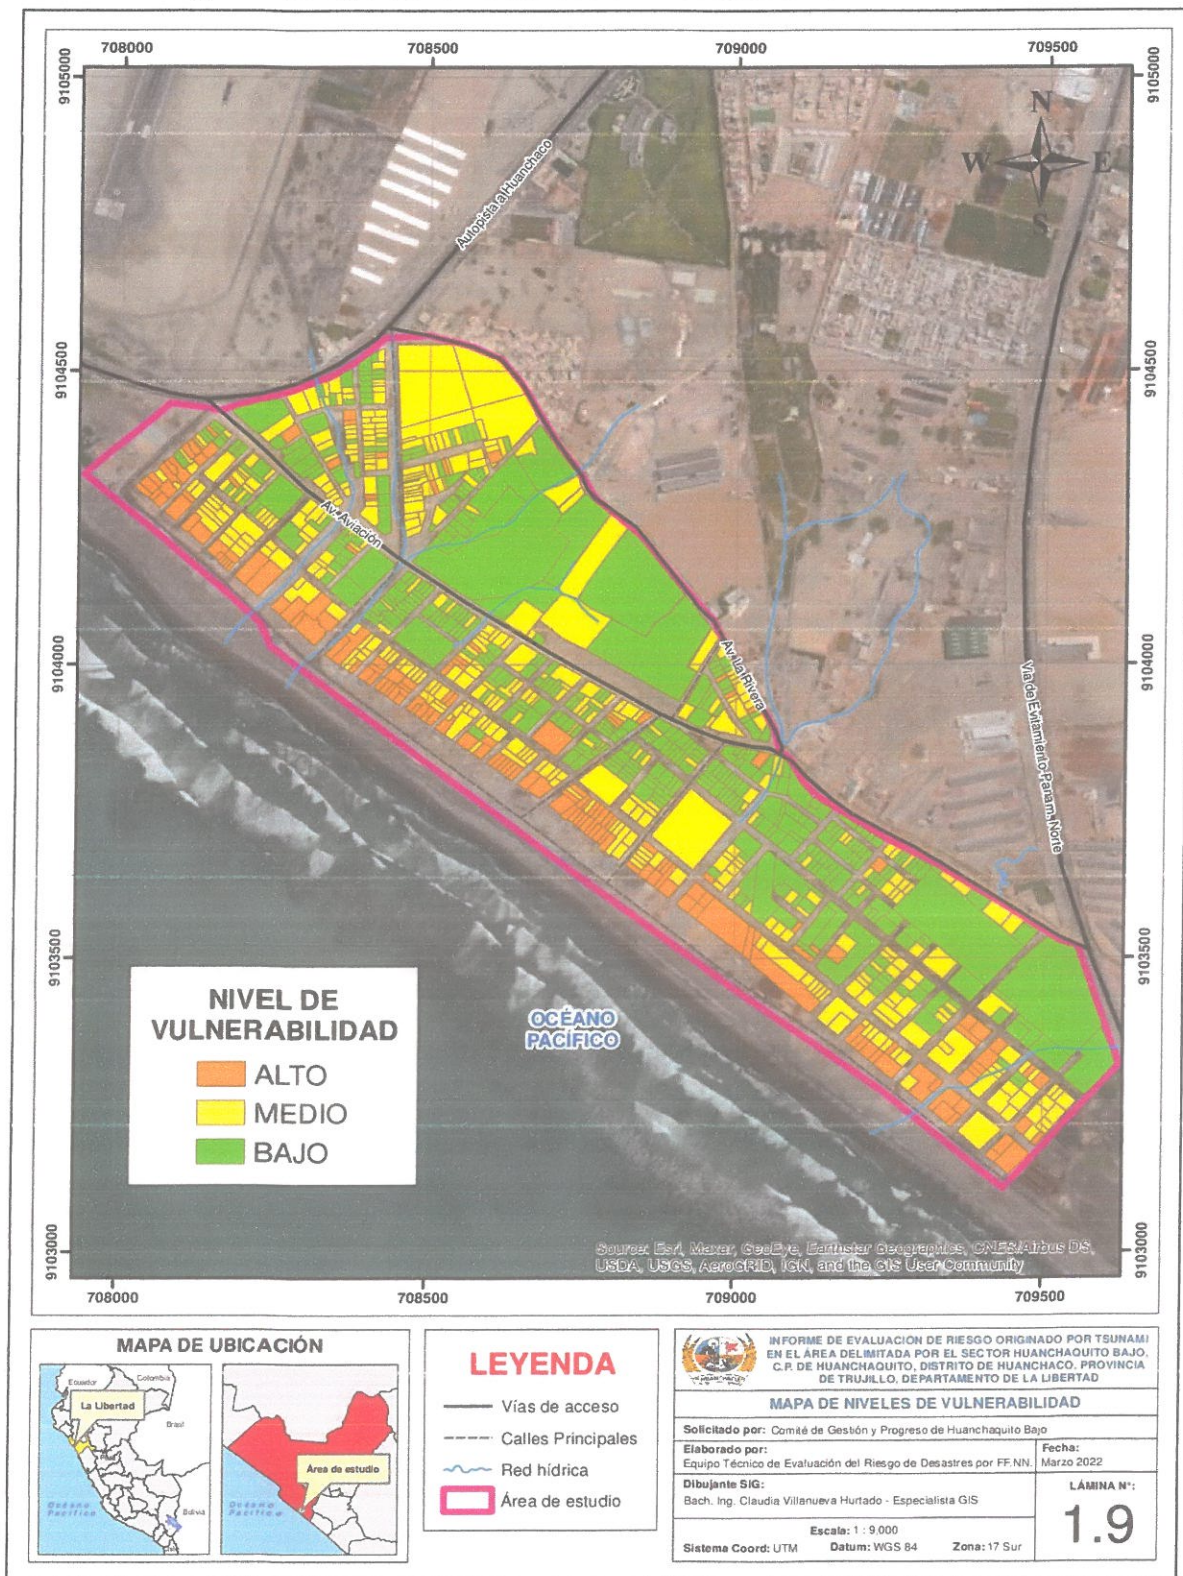 708000
708500
709000
709500
9105000
9105000
N
W
E
S
Autopista a Huanchaco
9104500
9104500
Av. Aviación
9104000
Av. La Rivera
9104000
Vía de Evitamiento Panam. Norte
9103500
9103500
NIVEL DE
VULNERABILIDAD
ALTO
MEDIO
BAJO
OCÉANO
PACÍFICO
9103000
9103000
Source: Esri, Maxar, GeoEye, Earthstar Geographics, CNES/Airbus DS,
USDA, USGS, AeroGRID, IGN, and the GIS User Community
708000
708500
709000
709500
MAPA DE UBICACIÓN
Ecuador
Colombia
La Libertad
Brasil
Perú
Océano
Pacífico
Bolivia
Chile
Área de estudio
Océano
Pacífico
LEYENDA
Vías de acceso
Calles Principales
Red hídrica
Área de estudio
INFORME DE EVALUACION DE RIESGO ORIGINADO POR TSUNAMI
EN EL ÁREA DELIMITADA POR EL SECTOR HUANCHAQUITO BAJO,
C.P. DE HUANCHAQUITO, DISTRITO DE HUANCHACO, PROVINCIA
DE TRUJILLO, DEPARTAMENTO DE LA LIBERTAD
MAPA DE NIVELES DE VULNERABILIDAD
Solicitado por: Comité de Gestión y Progreso de Huanchaquito Bajo
Elaborado por:
Equipo Técnico de Evaluación del Riesgo de Desastres por FF.NN.
Fecha:
Marzo 2022
Dibujante SIG:
Bach. Ing. Claudia Villanueva Hurtado - Especialista GIS
LÁMINA N°:
1.9
Escala: 1 : 9,000
Sistema Coord: UTM Datum: WGS 84 Zona: 17 Sur